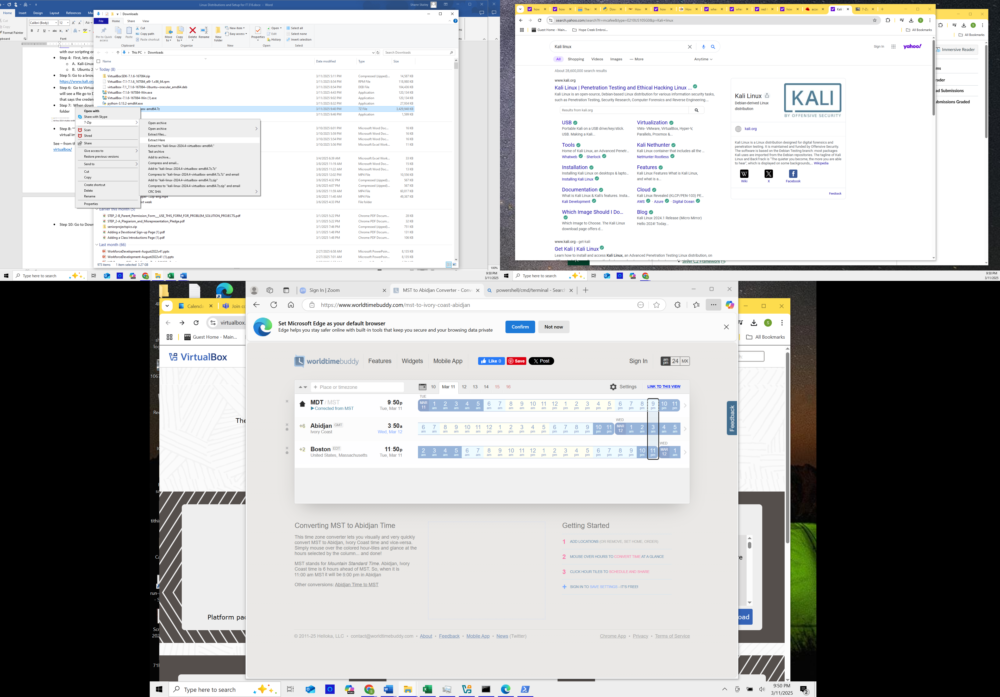 Linux Distributions and Setup for IT 316.docx - Word
Shane Stailey
Home Insert Design Layout References
Cut
Copy
Format Painter
Calibri (Body) 12
Font
with our scripting
Step 4: First, lets do
A. Kali-Linux
B. Ubuntu
Step 5: Go to a
https://www.kali.org
Step 6: Go to
will see a file go to
that says the
Step 7: When
folder
Step 8:
virtual
See – from
virtualbox/
Step 10: Go to
100%
Downloads
File Home Share View
Pin to Quick access
Copy
Paste
Cut
Copy path
Paste shortcut
Move to
Copy to
Delete
Rename
New folder
New item
Easy access
Properties
Open
Edit
History
Select all
Select none
Invert selection
Clipboard Organize New Open Select
This PC > Downloads
Search Downloads
Name Date modified Type Size
Today (8)
VirtualBoxSDK-7.1.6-167084.zip 3/11/2025 5:11 PM Compressed (zipped)... 14,587 KB
VirtualBox-7.1-7.1.6_167084_el9-1.x86_64.rpm 3/11/2025 8:54 PM RPM File 118,980 KB
virtualbox-7.1_7.1.6-167084~Ubuntu~oracular_amd64.deb 3/11/2025 8:54 PM DEB File 104,436 KB
VirtualBox-7.1.6-167084-Win.exe 3/11/2025 4:43 PM Application 120,134 KB
VirtualBox-7.1.6-167084-Win (1).exe 3/11/2025 9:02 PM Application 120,134 KB
python-3.13.2-amd64.exe 3/11/2025 8:32 PM Application 27,934 KB
box-amd64.7z 3/11/2025 9:40 PM 7Z File 3,429,948 KB
3/11/2025 9:46 PM Application 1,599 KB
3/10/2025 6:01 PM Microsoft Word Doc... 16 KB
3/10/2025 5:59 PM Microsoft Word Doc... 16 KB
3/10/2025 5:54 PM Microsoft Word Doc... 16 KB
3/10/2025 5:56 PM Microsoft Excel Work... 11 KB
3/4/2025 6:39 AM Microsoft Excel Work... 33 KB
3/8/2025 11:19 AM Microsoft Word Doc... 15 KB
3/8/2025 11:22 AM Microsoft Word Doc... 13 KB
3/8/2025 12:02 PM MP4 File 10,556 KB
3/6/2025 4:32 PM Compressed (zipped)... 567 KB
3/6/2025 4:07 PM Compressed (zipped)... 567 KB
3/6/2025 11:59 AM MP4 File 60,817 KB
pper-720p-eng.mp4 3/6/2025 11:40 AM MP4 File 49,367 KB
ext week 3/6/2025 4:33 PM File folder
Earlier this month (5)
STEP_2-B_Parent_Permission_Form___USE_THIS_FORM_FOR_PROBLEM_SOLUTION_PROJECTS.pdf 3/1/2025 5:22 PM Chrome PDF Docum... 28 KB
STEP_2-A_Plagiarism_and_Misrepresentation_Pledge.pdf 3/1/2025 5:22 PM Chrome PDF Docum... 32 KB
seniorprojectspics.zip 3/1/2025 7:46 PM Compressed (zipped)... 751 KB
Adding a Devotional Sign-up Page (1).pdf 3/1/2025 1:48 PM Chrome PDF Docum... 131 KB
Adding a Class Introductions Page (1).pdf 3/1/2025 1:48 PM Chrome PDF Docum... 106 KB
Last month (66)
WorkforceDevelopment-August2022v41.pptx 2/27/2025 6:58 AM Microsoft PowerPoin... 8,135 KB
WorkforceDevelopment-August2022v41 (1).pptx 2/27/2025 7:01 AM Microsoft PowerPoin... 8,135 KB
973 items 1 item selected 3.27 GB
Open with
Share with Skype
7-Zip
Scan
Shred
Share
Give access to
Restore previous versions
Send to
Cut
Copy
Create shortcut
Delete
Rename
Properties
Open archive
Open archive
Extract files...
Extract Here
Extract to "kali-linux-2024.4-virtualbox-amd64\"
Test archive
Add to archive...
Compress and email...
Add to "kali-linux-2024.4-virtualbox-amd64.7z.7z"
Compress to "kali-linux-2024.4-virtualbox-amd64.7z.7z" and email
Add to "kali-linux-2024.4-virtualbox-amd64.7z.zip"
Compress to "kali-linux-2024.4-virtualbox-amd64.7z.zip" and email
CRC SHA
Type here to search
9:50 PM
3/11/2025
search.yahoo.com/search?fr=mcafee&type=E210US105G0&p=Kali+linux
Guest Home - Main... Hope Creek Embroi... All Bookmarks
All Bookmarks
Kali linux
Sign In
yahoo!
All Shopping Videos Images More Anytime
About 28,600,000 search results
www.kali.org
Kali Linux | Penetration Testing and Ethical Hacking Linux ...
Kali Linux is an open-source, Debian-based Linux distribution for various information security tasks,
such as Penetration Testing, Security Research, Computer Forensics and Reverse Engineering....
Results from kali.org
USB
Portable Kali on a USB drive/key/stick.
USB. Making a Kali...
Virtualization
VMs- VMware, VirtualBox, Hyper-V,
Parallels, Proxmox &...
Tools
Home of Kali Linux, an Advanced Penetr...
Whatweb · Sherlock
Kali Nethunter
Kali Linux container that includes all the ...
NetHunter Rootless
Installation
Installing Kali Linux on desktops & lapto...
Installing Kali Linux
Features
Kali Linux Features What is Kali Linux,
and what is a...
Documentation
What is Kali Linux & Kali's features. Insta...
Kali Development
Cloud
Kali Linux Revealed (KLCP/PEN-103) PE...
AWS · Azure · Digital Ocean
Which Image Should I Do...
Which Image to Choose. The Kali Linux
download page offers d...
Blog
Kali Linux 2024.1 Release (Micro Mirror)
Hello 2024! Today...
www.kali.org › get-kali
Get Kali | Kali Linux
Learn how to install and access Kali Linux, an Advanced Penetration Testing Linux distribution, on
Kali Linux
Debian-derived Linux
distribution
KALI
BY OFFENSIVE SECURITY
kali.org
Kali Linux is a Linux distribution designed for digital forensics and
penetration testing. It is maintained and funded by Offensive Security.
The software is based on the Debian Testing branch: most packages
Kali uses are imported from the Debian repositories. The tagline of Kali
Linux and BackTrack is "The quieter you become, the more you are able
to hear", which is displayed on some backgrounds,... Wikipedia
Wiki X Facebook
Feedback
Immersive Reader
ms
rader
ad Submissions
ubmissions Graded
Sliver C2 Framework
Type here to search
9:50 PM
3/11/2025
Sign In | Zoom
MST to Abidjan Converter - Conv
powershell/cmd/terminal - Search
https://www.worldtimebuddy.com/mst-to-ivory-coast-abidjan
Set Microsoft Edge as your default browser
Edge helps you stay safer online with built-in tools that keep you secure and your browsing data private
Confirm Not now
Calenda Join co
virtualbox.
Guest Home - Main...
All Bookmarks
VirtualBox
The
Platform pac
oad
worldtimebuddy Features Widgets Mobile App Like 0 Save Post Sign In am pm 24 MX
Place or timezone 10 Mar 11 12 13 14 15 16 Settings LINK TO THIS VIEW
TUE
MDT / MST 9:50p MAR 11 1 am 2 am 3 am 4 am 5 am 6 am 7 am 8 am 9 am 10 am 11 am 12 pm 1 pm 2 pm 3 pm 4 pm 5 pm 6 pm 7 pm 8 pm 9 pm 10 pm 11 pm
Corrected from MST Tue, Mar 11
WED
+6 Abidjan GMT 3:50a 6 am 7 am 8 am 9 am 10 am 11 am 12 pm 1 pm 2 pm 3 pm 4 pm 5 pm 6 pm 7 pm 8 pm 9 pm 10 pm 11 pm MAR 12 1 am 2 am 3 am 4 am 5 am
Ivory Coast Wed, Mar 12
WED
+2 Boston EDT 11:50p 2 am 3 am 4 am 5 am 6 am 7 am 8 am 9 am 10 am 11 am 12 pm 1 pm 2 pm 3 pm 4 pm 5 pm 6 pm 7 pm 8 pm 9 pm 10 pm 11 pm MAR 12 1 am
United States, Massachusetts Tue, Mar 11
Feedback
Converting MST to Abidjan Time
This time zone converter lets you visually and very quickly
convert MST to Abidjan, Ivory Coast time and vice-versa.
Simply mouse over the colored hour-tiles and glance at the
hours selected by the column... and done!
MST stands for Mountain Standard Time. Abidjan, Ivory
Coast time is 6 hours ahead of MST. So, when it is
11:00 am MST it will be 5:00 pm in Abidjan
Other conversions: Abidjan Time to MST
Getting Started
1 ADD LOCATIONS (OR REMOVE, SET HOME, ORDER)
2 MOUSE OVER HOURS TO CONVERT TIME AT A GLANCE
3 CLICK HOUR TILES TO SCHEDULE AND SHARE
+ SIGN IN TO SAVE SETTINGS - IT'S FREE!
© 2011-25 Helloka, LLC • contact@worldtimebuddy.com • About • Feedback • Mobile App • News (Twitter)
Chrome App • Privacy • Terms of Service
Type here to search
9:50 PM
3/11/2025
2